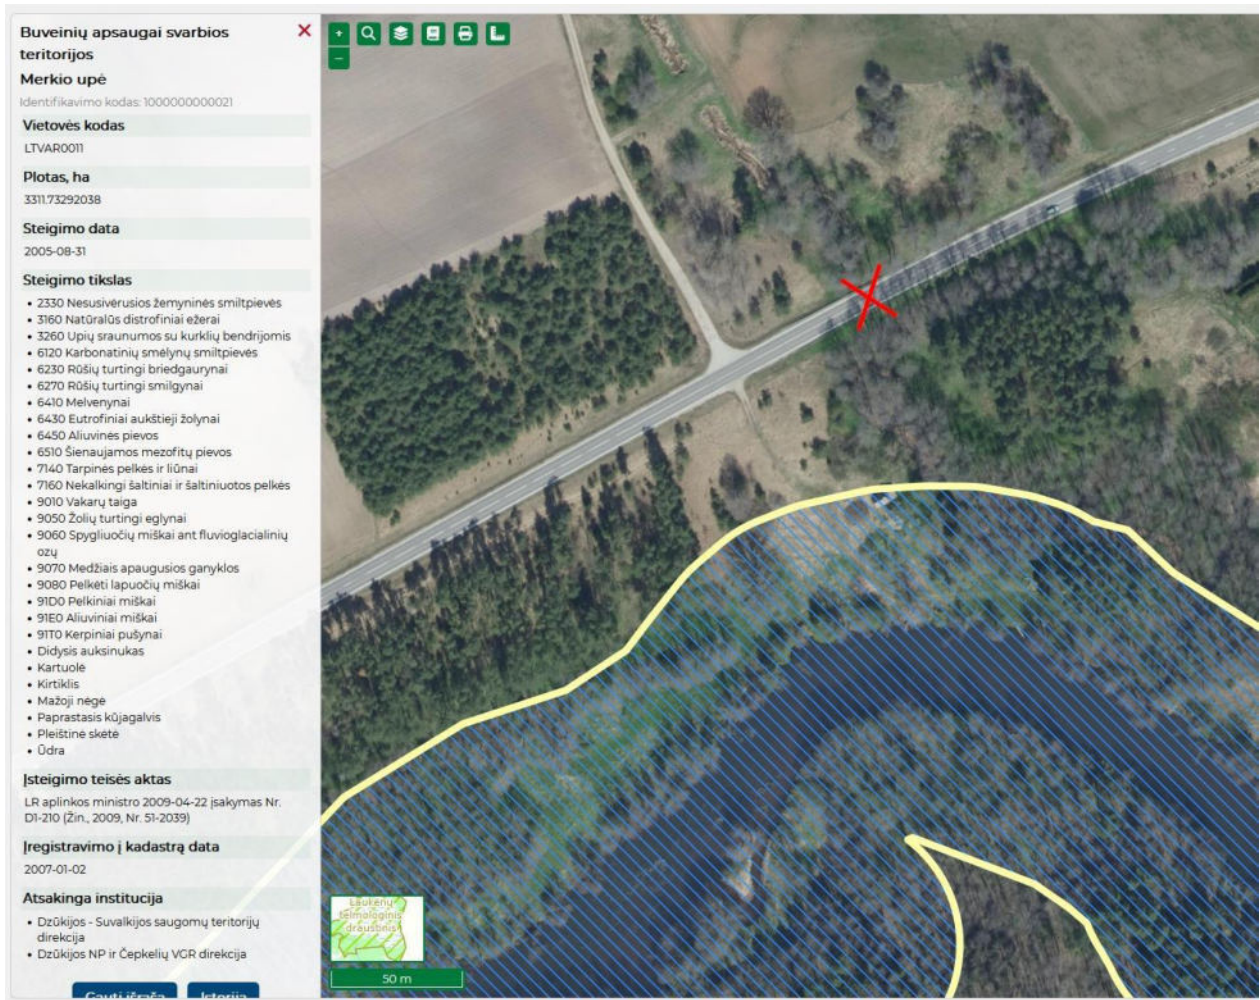 Buveinių apsaugai svarbios
teritorijos
Merkio upė
Identifikavimo kodas: 1000000000021
Vietovės kodas
LTVAR0011
Plotas, ha
3311.73292038
Steigimo data
2005-08-31
Steigimo tikslas
• 2330 Nesusivėrusios žemyninės smiltpievės
• 3160 Natūralūs distrofiniai ežerai
• 3260 Upių sraunumos su kurklių bendrijomis
• 6120 Karbonatinių smėlynų smiltpievės
• 6230 Rūšių turtingi briedgaurynai
• 6270 Rūšių turtingi smilgynai
• 6410 Melvenynai
• 6430 Eutrofiniai aukštieji žolynai
• 6450 Aliuvinės pievos
• 6510 Šienaujamos mezofitų pievos
• 7140 Tarpinės pelkės ir liūnai
• 7160 Nekalkingi šaltiniai ir šaltiniuotos pelkės
• 9010 Vakarų taiga
• 9050 Žolių turtingi eglynai
• 9060 Spygliuočių miškai ant fluvioglacialinių
ozų
• 9070 Medžiais apaugusios ganyklos
• 9080 Pelkėti lapuočių miškai
• 91D0 Pelkiniai miškai
• 91E0 Aliuviniai miškai
• 91T0 Kerpiniai pušynai
• Didysis auksinukas
• Kartuolė
• Kirtiklis
• Mažoji nėgė
• Paprastasis kūjagalvis
• Pleištinė skėtė
• Ūdra
Įsteigimo teisės aktas
LR aplinkos ministro 2009-04-22 įsakymas Nr.
D1-210 (Žin., 2009, Nr. 51-2039)
Įregistravimo į kadastrą data
2007-01-02
Atsakinga institucija
• Dzūkijos - Suvalkijos saugomų teritorijų
direkcija
• Dzūkijos NP ir Čepkelių VGR direkcija
Gauti išrašą Istorija
telmologinis
draustinis
50 m